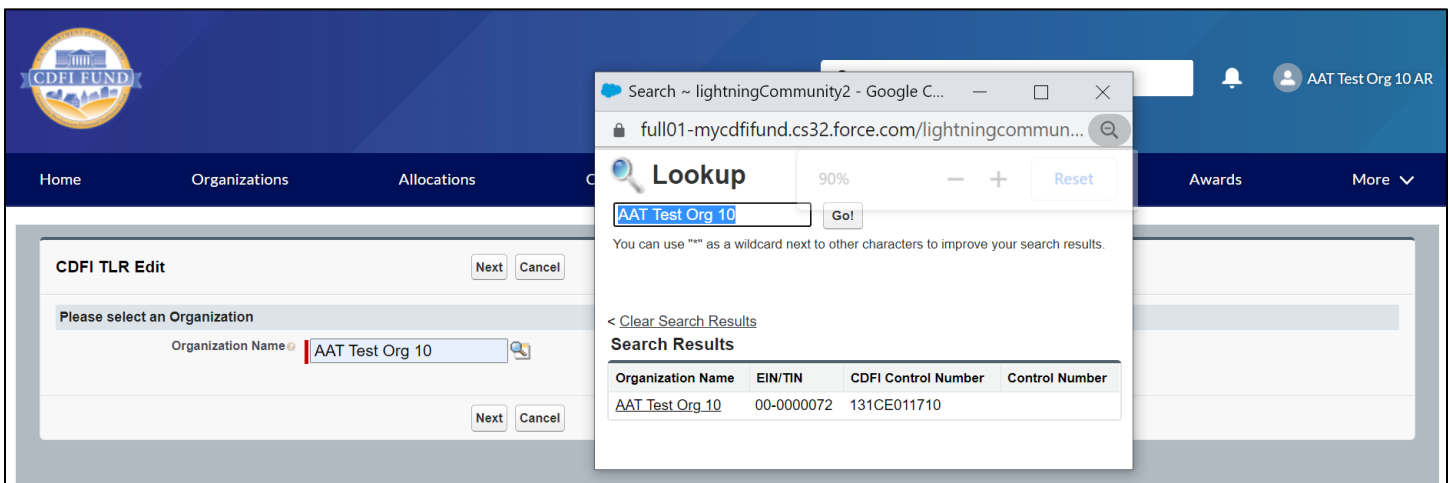 U.S. DEPARTMENT of the TREASURY
CDFI FUND
AAT Test Org 10 AR
Home
Organizations
Allocations
C
Awards
More
CDFI TLR Edit
Next
Cancel
Please select an Organization
Organization Name
AAT Test Org 10
Next
Cancel
Search ~ lightningCommunity2 - Google C...
full01-mycdfifund.cs32.force.com/lightningcommun...
Lookup
90%
Reset
AAT Test Org 10
Go!
You can use "*" as a wildcard next to other characters to improve your search results.
< Clear Search Results
Search Results
Organization Name EIN/TIN CDFI Control Number Control Number
AAT Test Org 10 00-0000072 131CE011710